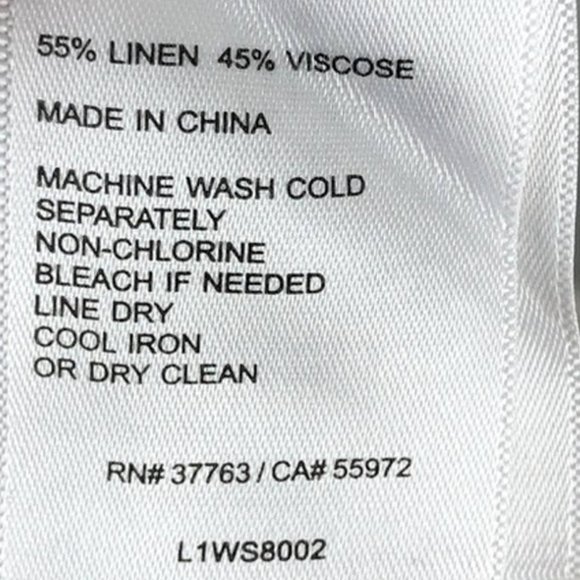 55% LINEN 45% VISCOSE
MADE IN CHINA
MACHINE WASH COLD
SEPARATELY
NON-CHLORINE
BLEACH IF NEEDED
LINE DRY
COOL IRON
OR DRY CLEAN
RN# 37763 / CA# 55972
L1WS8002